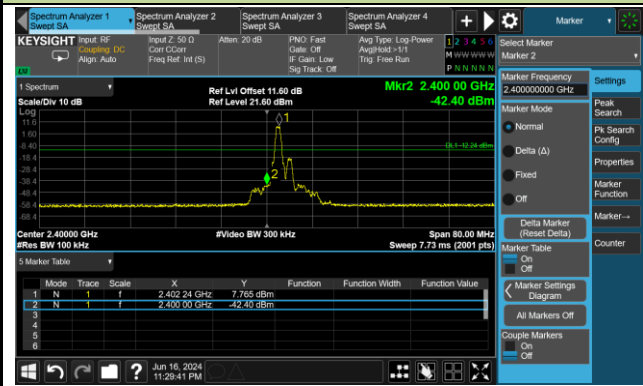 Spectrum Analyzer 1
Swept SA
Spectrum Analyzer 2
Swept SA
Spectrum Analyzer 3
Swept SA
Spectrum Analyzer 4
Swept SA
+
Marker
KEYSIGHT
Input: RF
Coupling: DC
Align: Auto
Input Z: 50 Ω
Corr CCorr
Freq Ref: Int (S)
Atten: 20 dB
PNO: Fast
Gate: Off
IF Gain: Low
Sig Track: Off
Avg Type: Log-Power
Avg|Hold:>1/1
Trig: Free Run
1 2 3 4 5 6
M W W W W W
P N N N N N
LXI
1 Spectrum
Scale/Div 10 dB
Log
Ref Lvl Offset 11.60 dB
Ref Level 21.60 dBm
Mkr2 2.400 00 GHz
-42.40 dBm
11.6
1.60
-8.40
-18.4
-28.4
-38.4
-48.4
-58.4
-68.4
1
2
DL1 -12.24 dBm
Center 2.40000 GHz
#Res BW 100 kHz
#Video BW 300 kHz
Span 80.00 MHz
Sweep 7.73 ms (2001 pts)
5 Marker Table
Mode Trace Scale X Y Function Function Width Function Value
1 N 1 f 2.402 24 GHz 7.765 dBm
2 N 1 f 2.400 00 GHz -42.40 dBm
3
4
5
6
Jun 16, 2024
11:29:41 PM
Select Marker
Marker 2
Marker Frequency
2.400000000 GHz
Marker Mode
Normal
Delta (Δ)
Fixed
Off
Delta Marker
(Reset Delta)
Marker Table
On
Off
Marker Settings
Diagram
All Markers Off
Couple Markers
On
Off
Settings
Peak
Search
Pk Search
Config
Properties
Marker
Function
Marker→
Counter